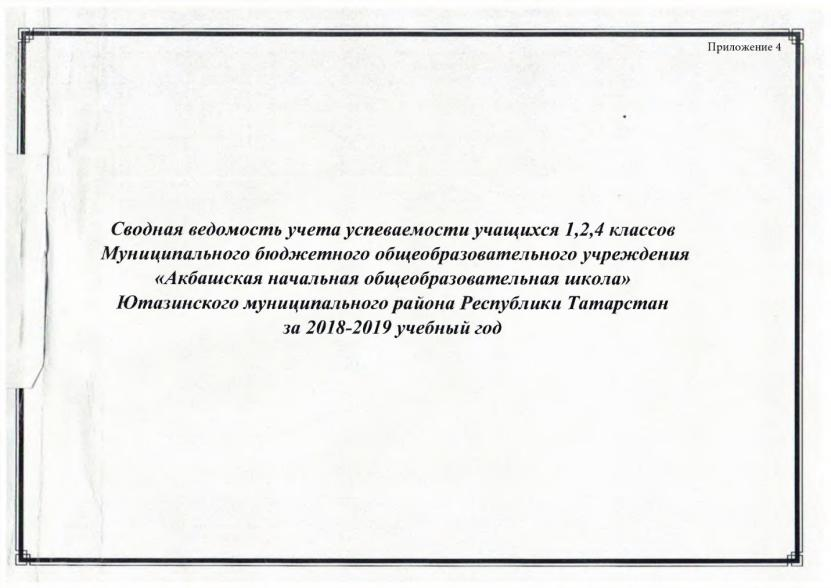 Приложение 4
Сводная ведомость учета успеваемости учащихся 1,2,4 классов
Муниципального бюджетного общеобразовательного учреждения
«Акбашская начальная общеобразовательная школа»
Ютазинского муниципального района Республики Татарстан
за 2018-2019 учебный год